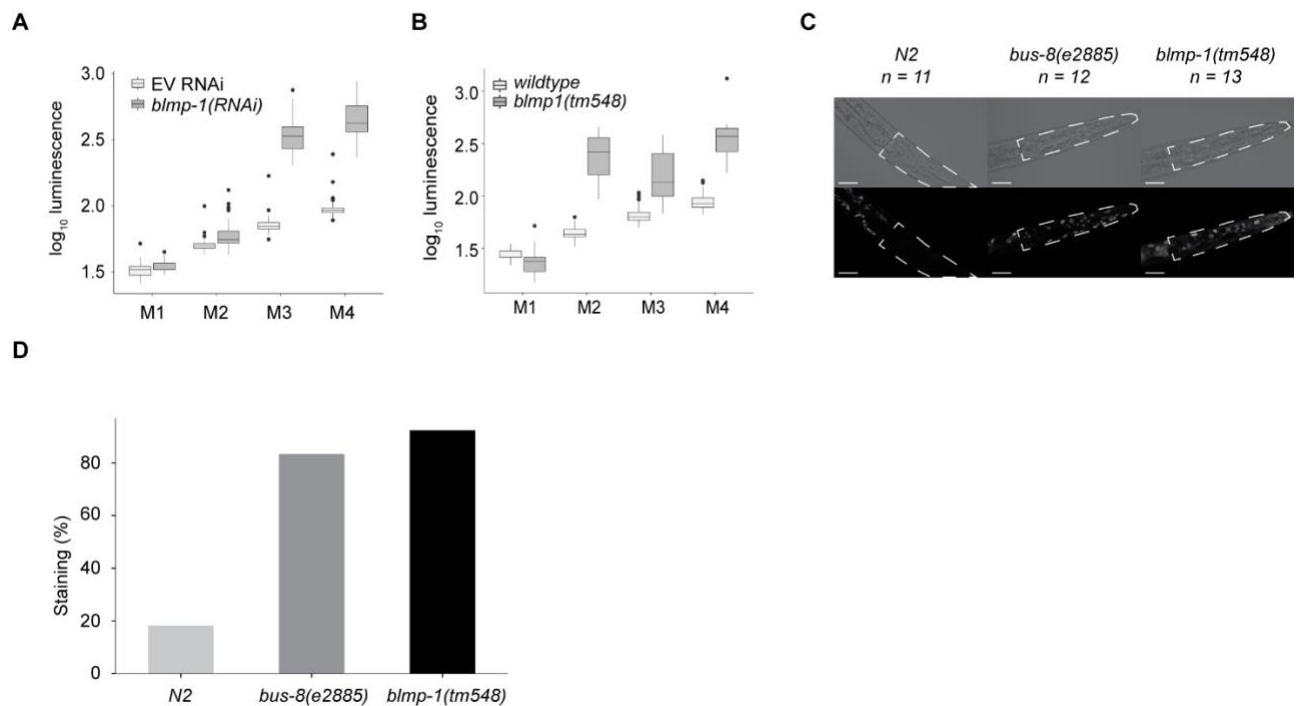 A
log10 luminescence
3.0
2.5
2.0
1.5
EV RNAi
blmp-1(RNAi)
M1 M2 M3 M4
B
log10 luminescence
3.0
2.5
2.0
1.5
wildtype
blmp1(tm548)
M1 M2 M3 M4
C
N2 bus-8(e2885) blmp-1(tm548)
n = 11 n = 12 n = 13
D
Staining (%)
80
60
40
20
0
N2 bus-8(e2885) blmp-1(tm548)